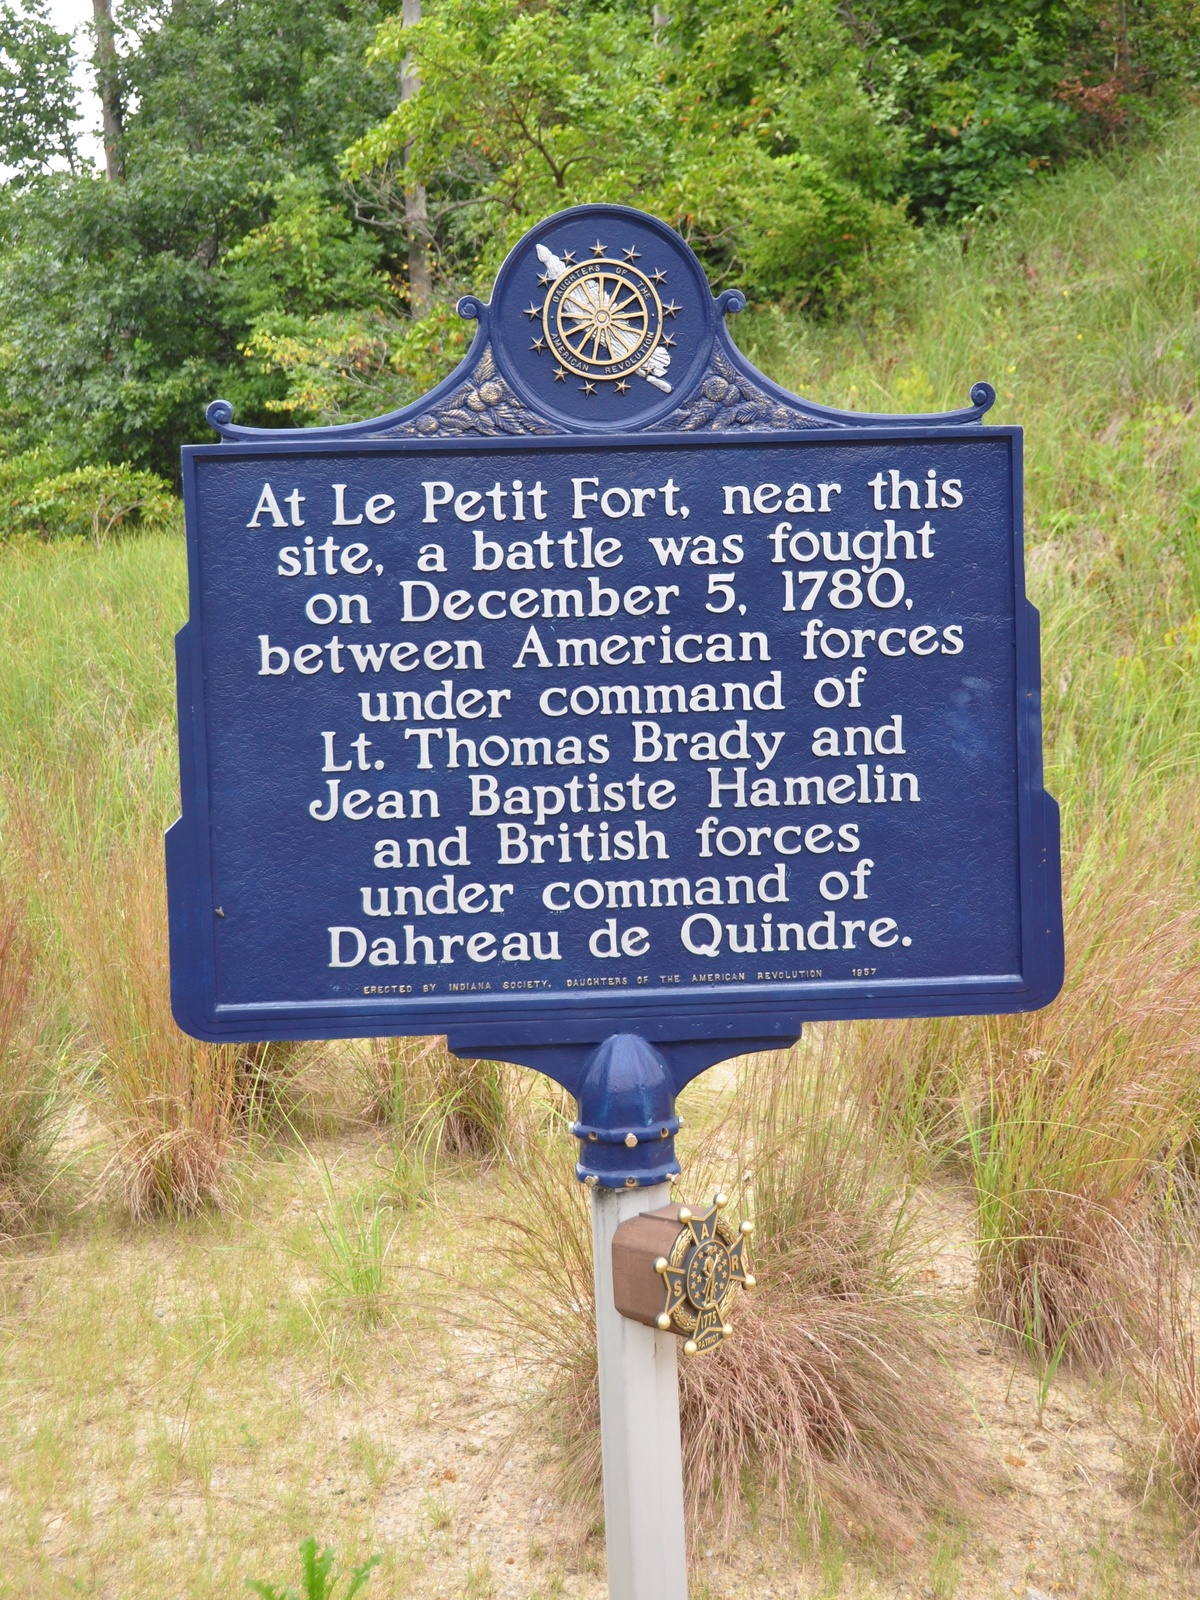 DAUGHTERS OF THE
AMERICAN REVOLUTION
At Le Petit Fort, near this
site, a battle was fought
on December 5, 1780,
between American forces
under command of
Lt. Thomas Brady and
Jean Baptiste Hamelin
and British forces
under command of
Dahreau de Quindre.
ERECTED BY INDIANA SOCIETY, DAUGHTERS OF THE AMERICAN REVOLUTION 1957
S A R
1775
PATRIOT